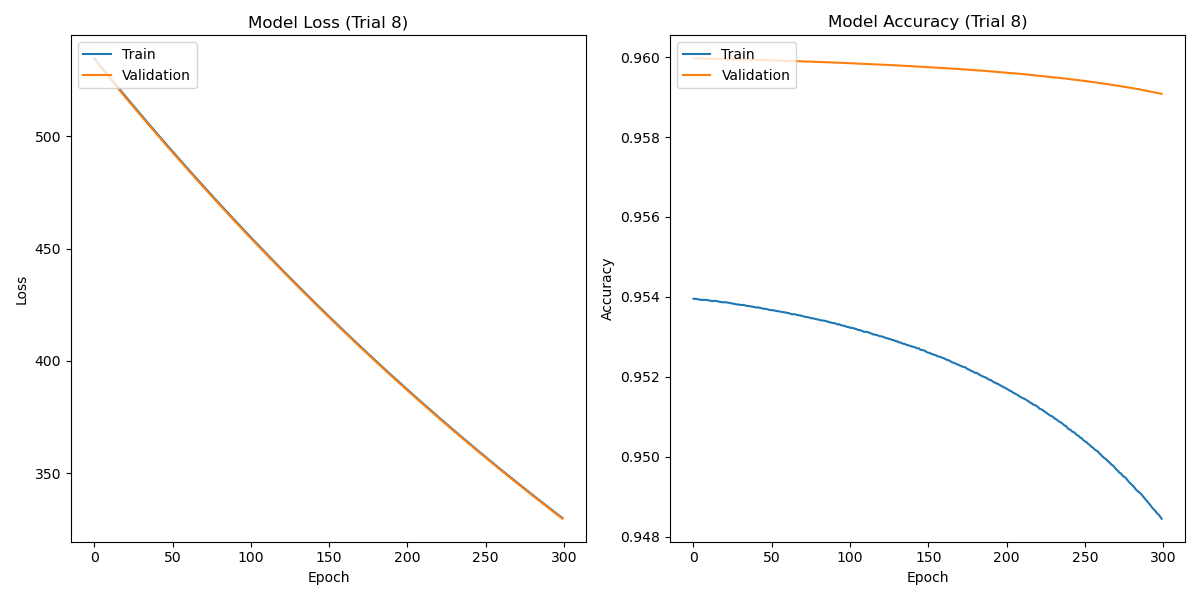 Model Loss (Trial 8)
Train
Validation
500
450
400
350
0 50 100 150 200 250 300
Epoch
Loss
Model Accuracy (Trial 8)
Train
Validation
0.960
0.958
0.956
0.954
0.952
0.950
0.948
0 50 100 150 200 250 300
Epoch
Accuracy